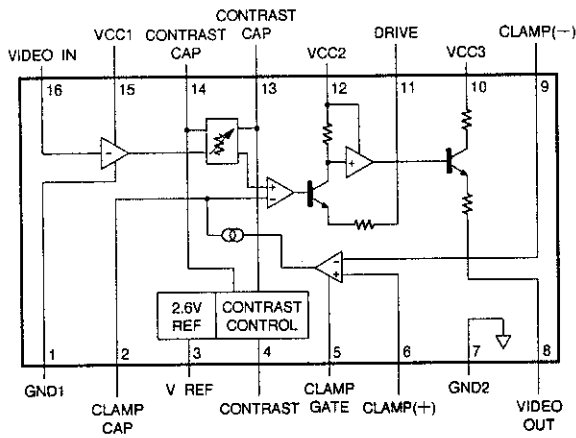 CONTRAST
CAP
VCC1
CONTRAST
CAP
VCC2
DRIVE
CLAMP(−)
VIDEO IN
VCC3
16
15
14
13
12
11
10
9
−
+
+
−
−
+
2.6V
REF
CONTRAST
CONTROL
1
2
3
4
5
6
7
8
GND1
CLAMP
CAP
V REF
CONTRAST
CLAMP
GATE
CLAMP(+)
GND2
VIDEO
OUT